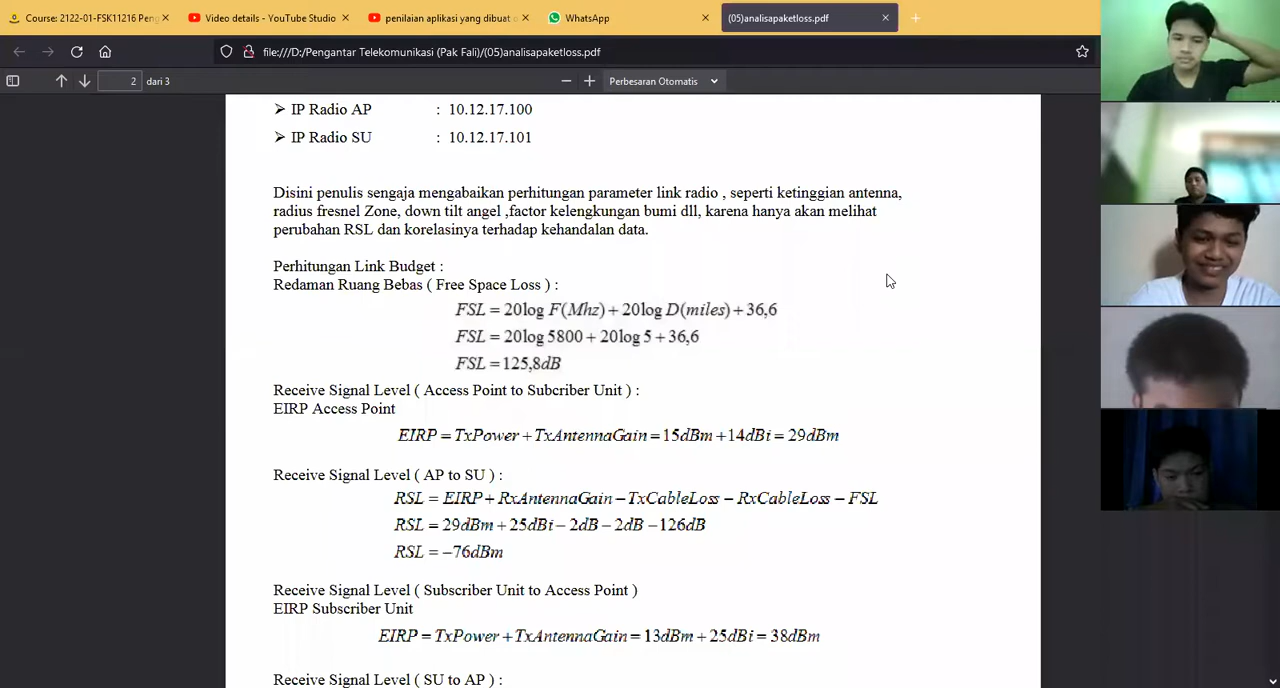 Course: 2122-01-FSK11216 Peng
Video details - YouTube Studio
penilaian aplikasi yang dibuat o
WhatsApp
(05)analisapaketloss.pdf
file:///D:/Pengantar Telekomunikasi (Pak Fali)/(05)analisapaketloss.pdf
2 dari 3
Perbesaran Otomatis
➢ IP Radio AP : 10.12.17.100
➢ IP Radio SU : 10.12.17.101
Disini penulis sengaja mengabaikan perhitungan parameter link radio , seperti ketinggian antenna,
radius fresnel Zone, down tilt angel ,factor kelengkungan bumi dll, karena hanya akan melihat
perubahan RSL dan korelasinya terhadap kehandalan data.
Perhitungan Link Budget :
Redaman Ruang Bebas ( Free Space Loss ) :
FSL = 20log F(Mhz) + 20log D(miles) + 36,6
FSL = 20log 5800 + 20log 5 + 36,6
FSL = 125,8dB
Receive Signal Level ( Access Point to Subcriber Unit ) :
EIRP Access Point
EIRP = TxPower + TxAntennaGain = 15dBm + 14dBi = 29dBm
Receive Signal Level ( AP to SU ) :
RSL = EIRP + RxAntennaGain − TxCableLoss − RxCableLoss − FSL
RSL = 29dBm + 25dBi − 2dB − 2dB − 126dB
RSL = −76dBm
Receive Signal Level ( Subscriber Unit to Access Point )
EIRP Subscriber Unit
EIRP = TxPower + TxAntennaGain = 13dBm + 25dBi = 38dBm
Receive Signal Level ( SU to AP ) :